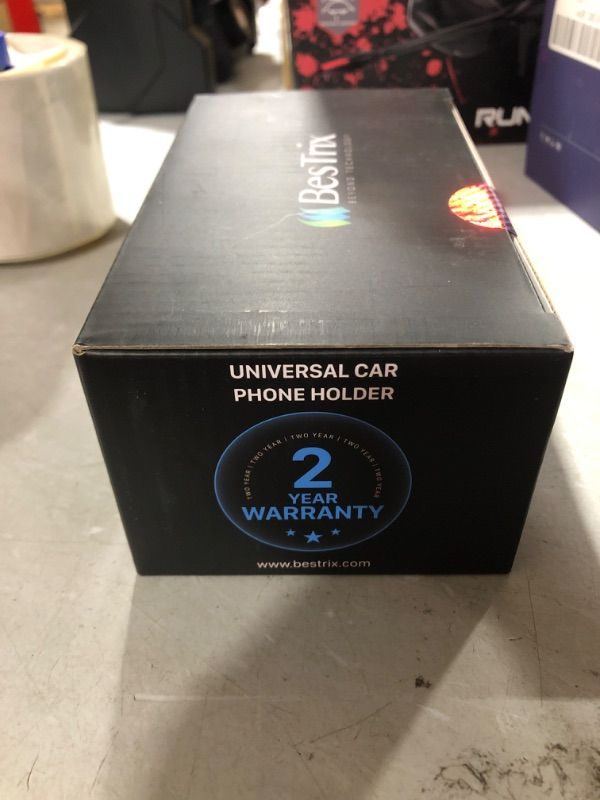 BesTrix
BEYOND TECHNOLOGY
UNIVERSAL CAR
PHONE HOLDER
TWO YEAR | TWO YEAR | TWO YEAR | TWO YEAR | TWO YEAR
2
YEAR
WARRANTY
www.bestrix.com
RUN